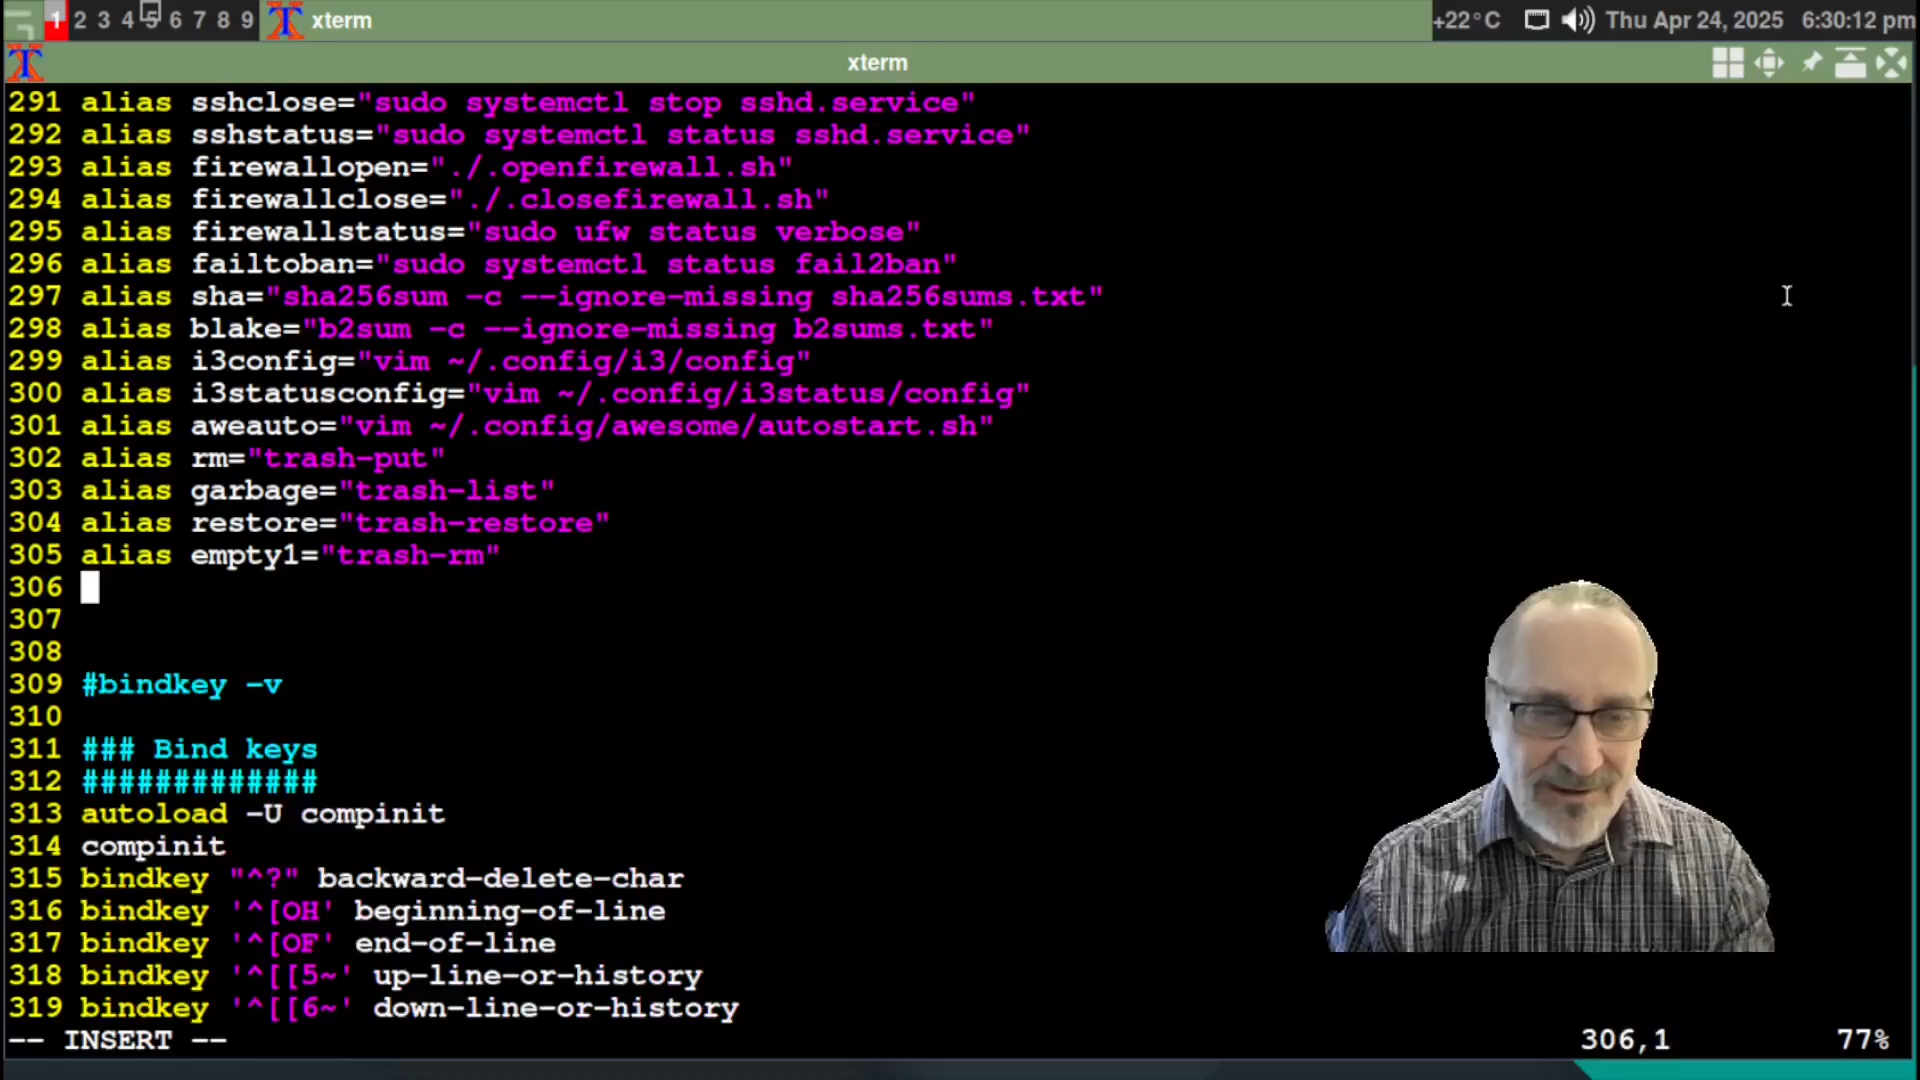 1 2 3 4 5 6 7 8 9 xterm +22°C Thu Apr 24, 2025 6:30:12 pm
xterm
291 alias sshclose="sudo systemctl stop sshd.service"
292 alias sshstatus="sudo systemctl status sshd.service"
293 alias firewallopen="./.openfirewall.sh"
294 alias firewallclose="./.closefirewall.sh"
295 alias firewallstatus="sudo ufw status verbose"
296 alias failtoban="sudo systemctl status fail2ban"
297 alias sha="sha256sum -c --ignore-missing sha256sums.txt"
298 alias blake="b2sum -c --ignore-missing b2sums.txt"
299 alias i3config="vim ~/.config/i3/config"
300 alias i3statusconfig="vim ~/.config/i3status/config"
301 alias aweauto="vim ~/.config/awesome/autostart.sh"
302 alias rm="trash-put"
303 alias garbage="trash-list"
304 alias restore="trash-restore"
305 alias empty1="trash-rm"
306
307
308
309 #bindkey -v
310
311 ### Bind keys
312 #############
313 autoload -U compinit
314 compinit
315 bindkey "^?" backward-delete-char
316 bindkey '^[OH' beginning-of-line
317 bindkey '^[OF' end-of-line
318 bindkey '^[[5~' up-line-or-history
319 bindkey '^[[6~' down-line-or-history
-- INSERT -- 306,1 77%